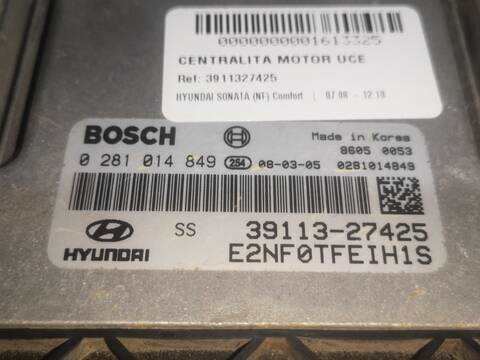 0000000001613325
CENTRALITA MOTOR UCE
Ref: 3911327425
HYUNDAI SONATA (NF) Comfort | 07.08 - 12.10
BOSCH
Made in Korea
8605 0053
0 281 014 849 254 08-03-05 0281014849
HYUNDAI
SS 39113-27425
E2NF0TFEIH1S